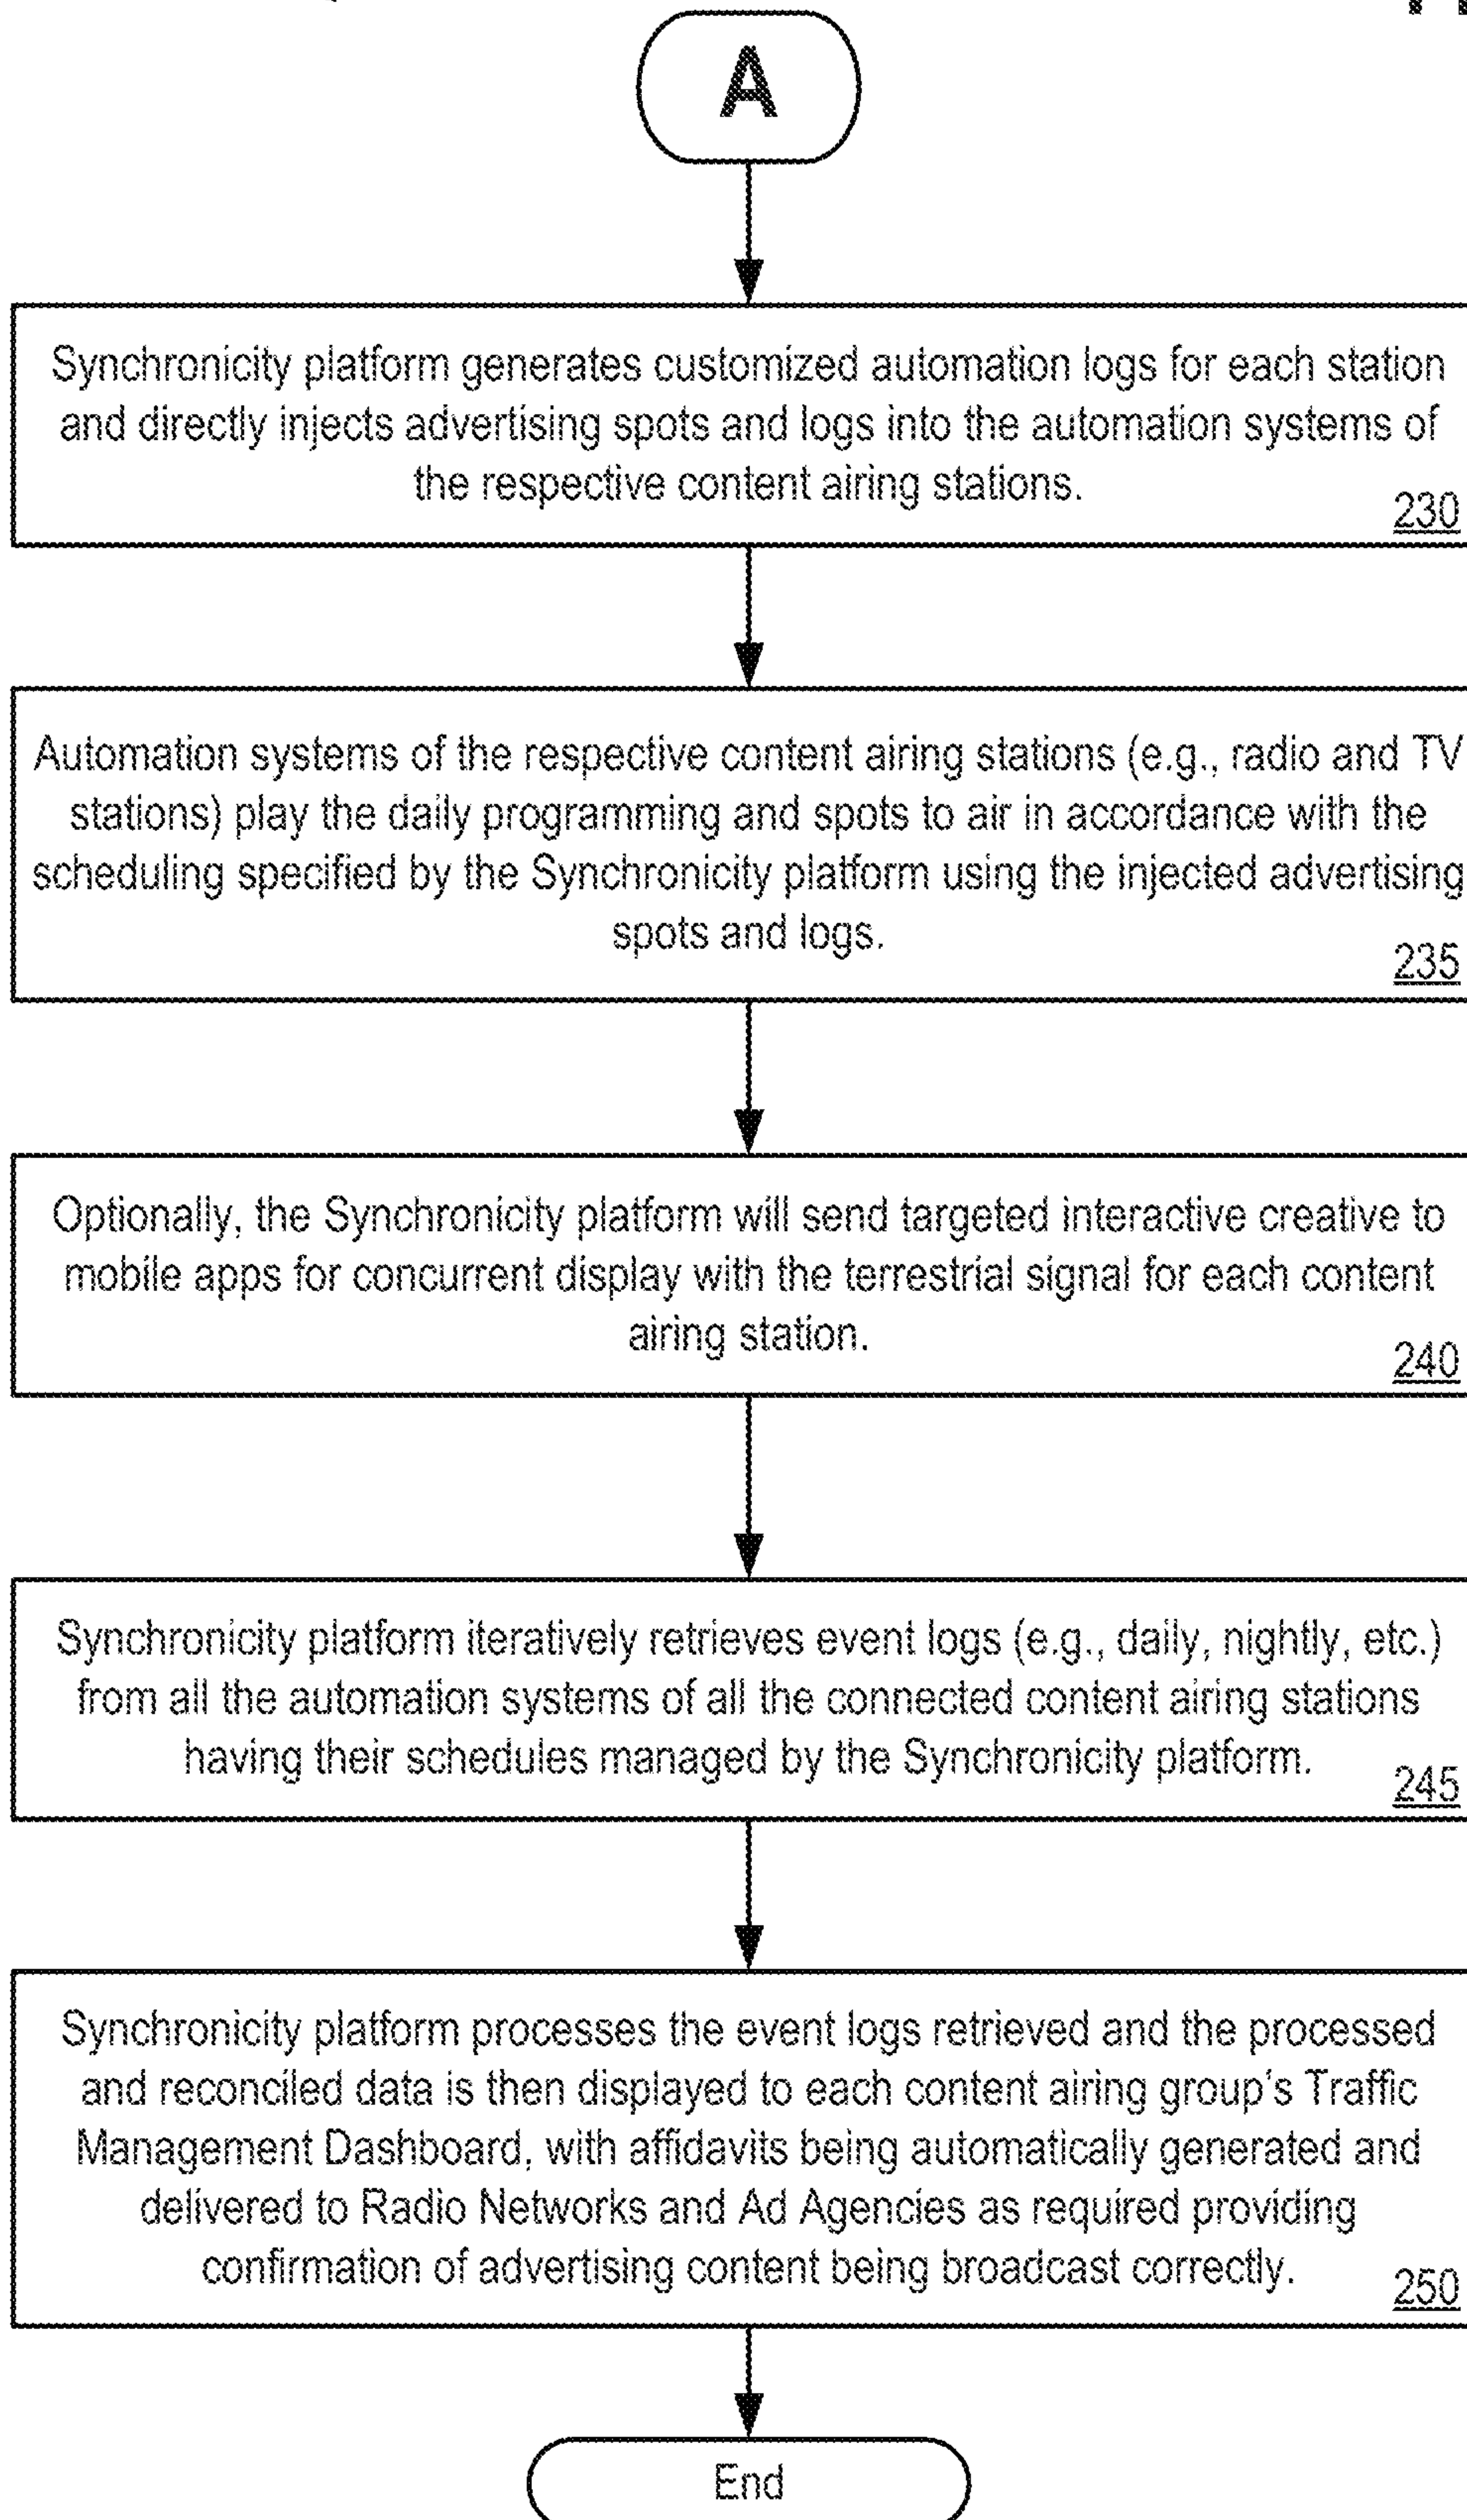 A
Synchronicity platform generates customized automation logs for each station
and directly injects advertising spots and logs into the automation systems of
the respective content airing stations.
230
Automation systems of the respective content airing stations (e.g., radio and TV
stations) play the daily programming and spots to air in accordance with the
scheduling specified by the Synchronicity platform using the injected advertising
spots and logs.
235
Optionally, the Synchronicity platform will send targeted interactive creative to
mobile apps for concurrent display with the terrestrial signal for each content
airing station.
240
Synchronicity platform iteratively retrieves event logs (e.g., daily, nightly, etc.)
from all the automation systems of all the connected content airing stations
having their schedules managed by the Synchronicity platform.
245
Synchronicity platform processes the event logs retrieved and the processed
and reconciled data is then displayed to each content airing group's Traffic
Management Dashboard, with affidavits being automatically generated and
delivered to Radio Networks and Ad Agencies as required providing
confirmation of advertising content being broadcast correctly.
250
End